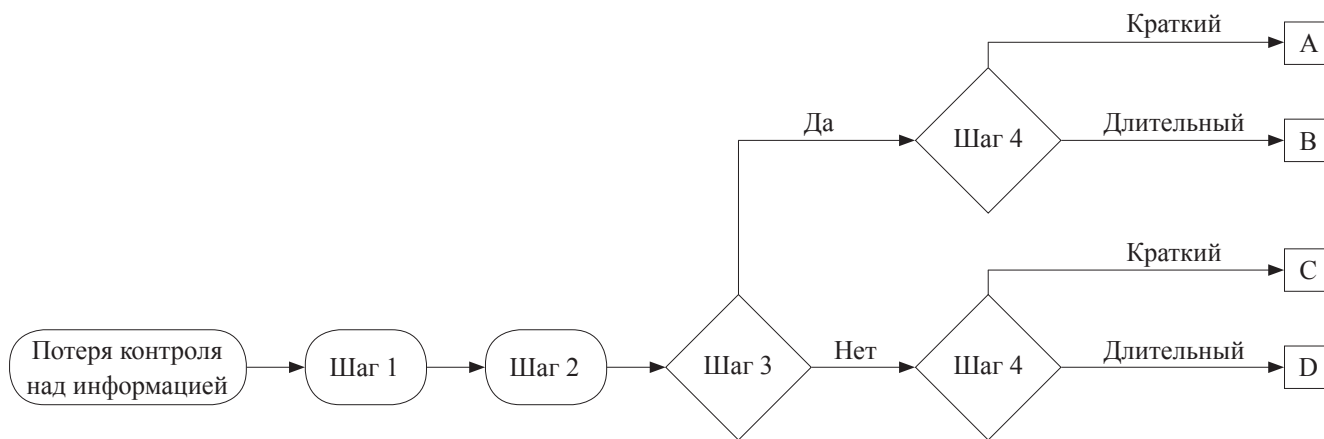 Краткий
A
Да
Шаг 4
Длительный
B
Краткий
C
Потеря контроля
над информацией
Шаг 1
Шаг 2
Шаг 3
Нет
Шаг 4
Длительный
D